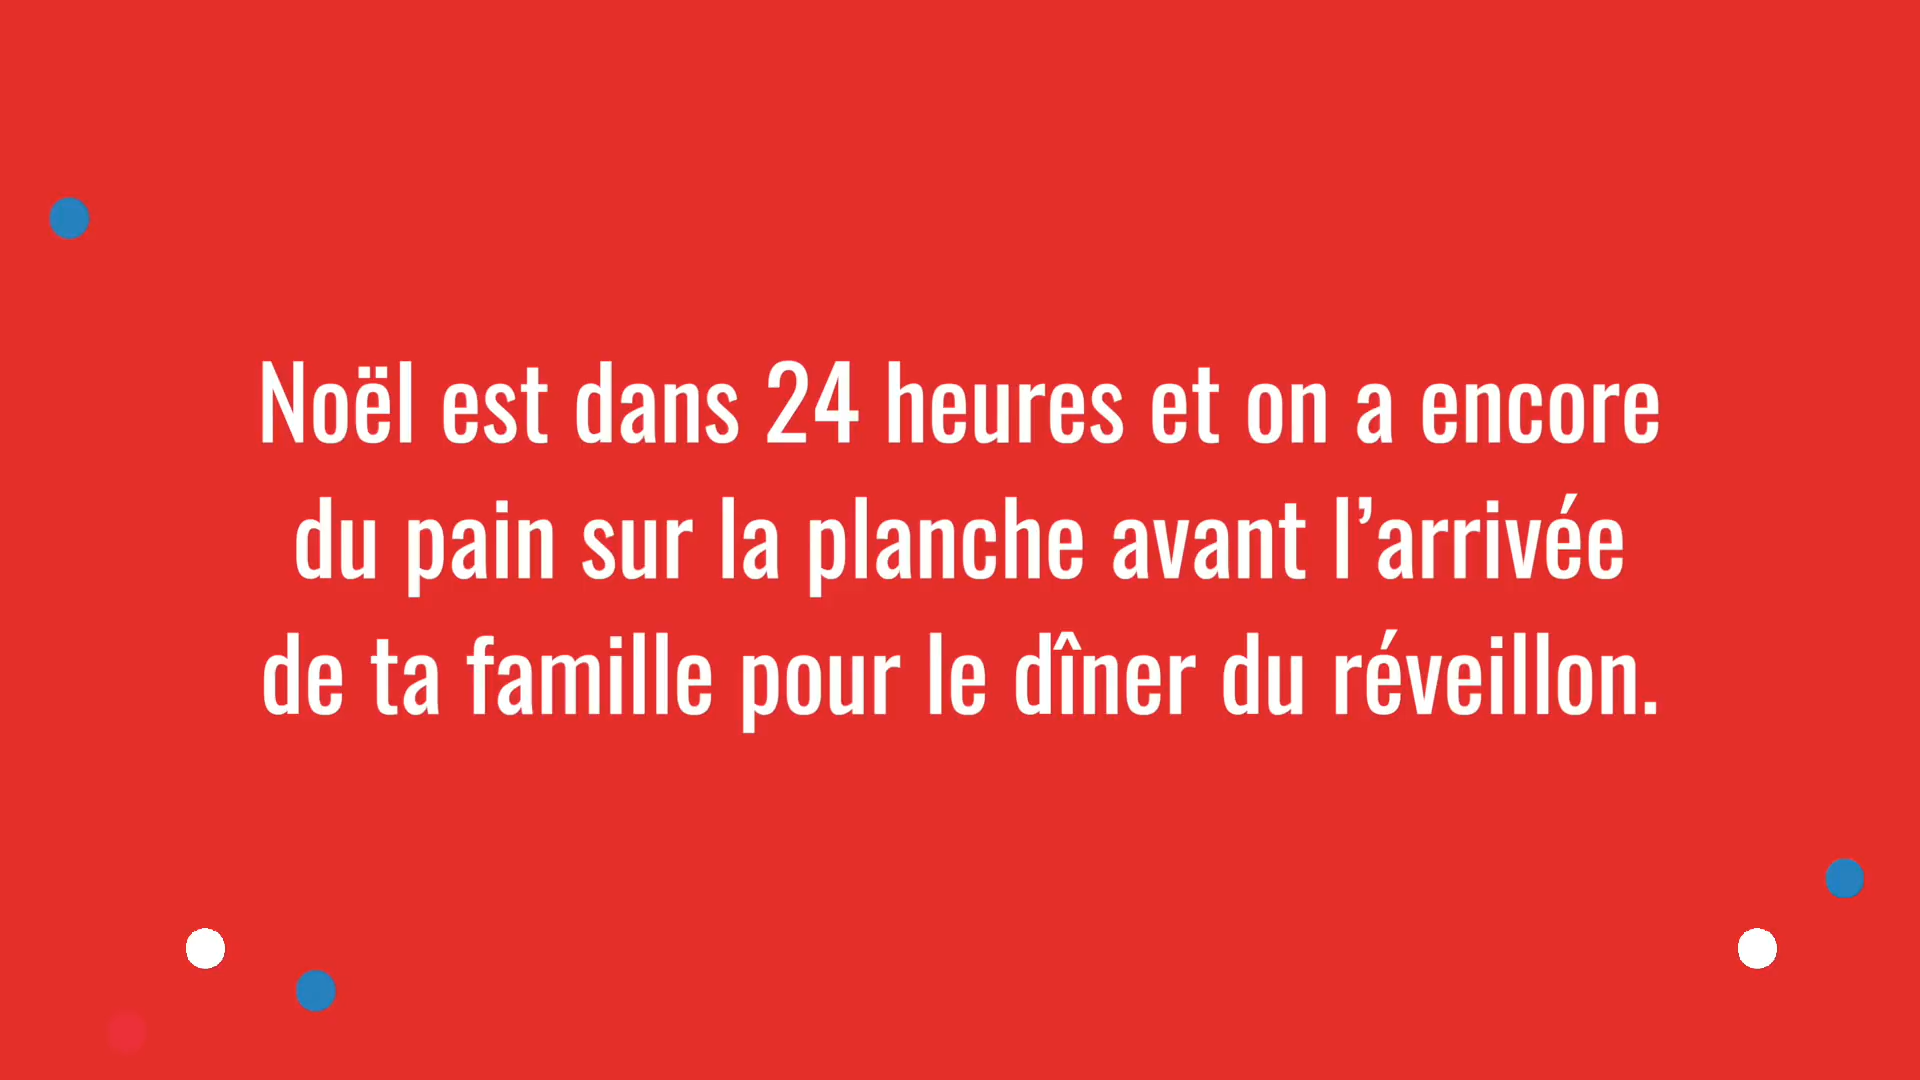 Noël est dans 24 heures et on a encore
du pain sur la planche avant l’arrivée
de ta famille pour le dîner du réveillon.